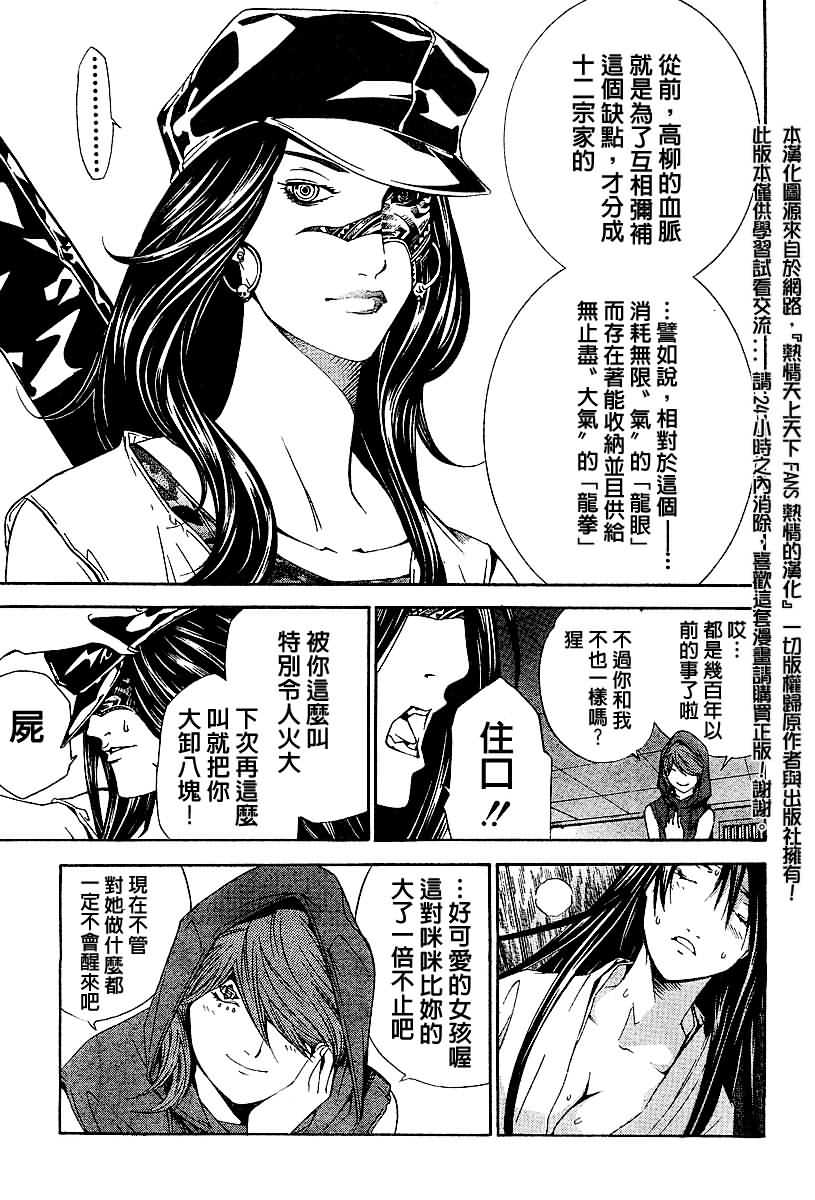 從前，高柳的血脈
就是為了互相彌補
這個缺點，才分成
十二宗家的
…譬如說，相對於這個——…
消耗無限〝氣〞的「龍眼」
而存在著能收納並且供給
無止盡〝大氣〞的「龍拳」
………
哎…
都是幾百年以
前的事了啦
不過你和我
不也一樣嗎？
猩
住口!!
被你這麼叫
特別令人火大
下次再這麼
叫就把你
大卸八塊！
屍
…好可愛的女孩喔
這對咪咪比妳的
大了一倍不止吧
現在不管
對她做什麼都
一定不會醒來吧
本漢化圖源來自於網路，『熱情天上天下 FANS 熱情的漢化』一切版權歸原作者與出版社擁有！
此版本僅供學習試看交流……——請24小時之內消除；喜歡這套漫畫請購買正版！謝謝。